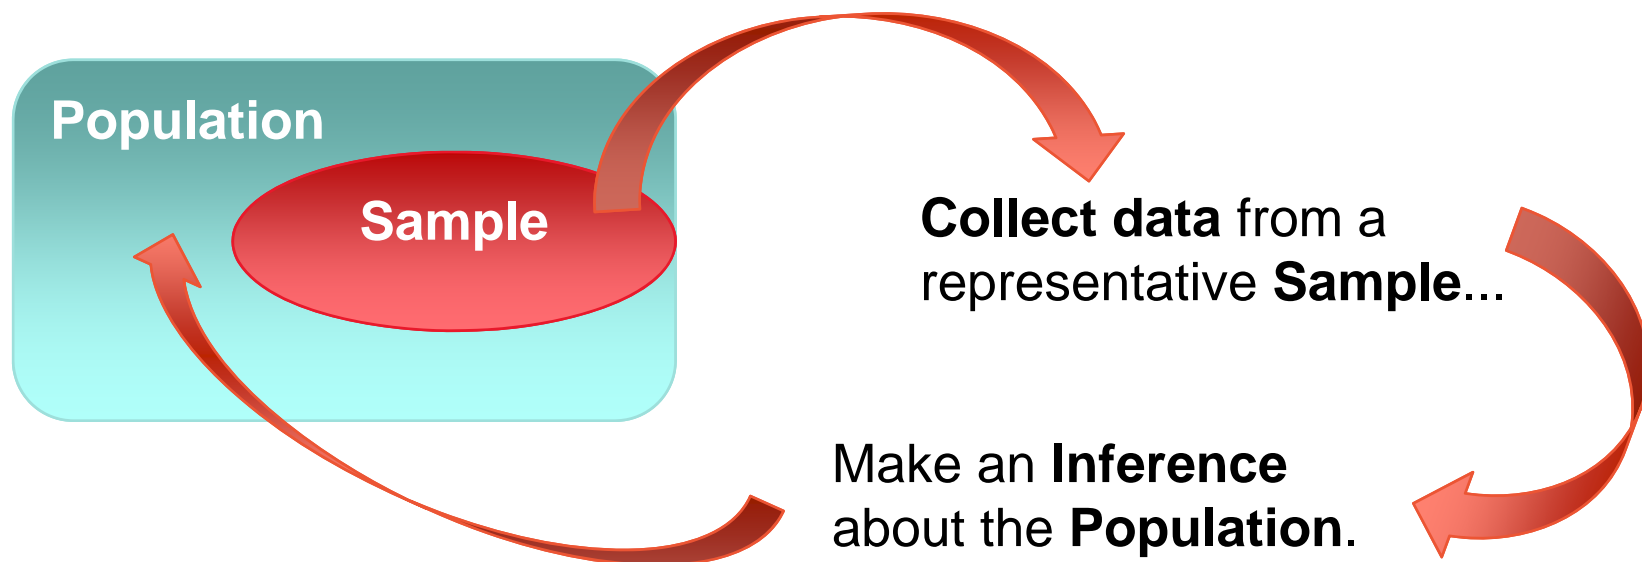 Population
Sample
Collect data from a
representative Sample...
Make an Inference
about the Population.